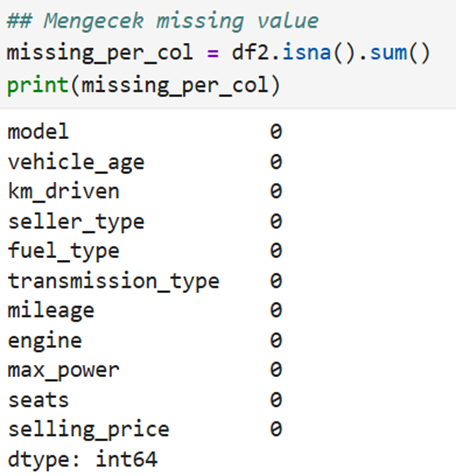 ## Mengecek missing value
missing_per_col = df2.isna().sum()
print(missing_per_col)
model 0
vehicle_age 0
km_driven 0
seller_type 0
fuel_type 0
transmission_type 0
mileage 0
engine 0
max_power 0
seats 0
selling_price 0
dtype: int64